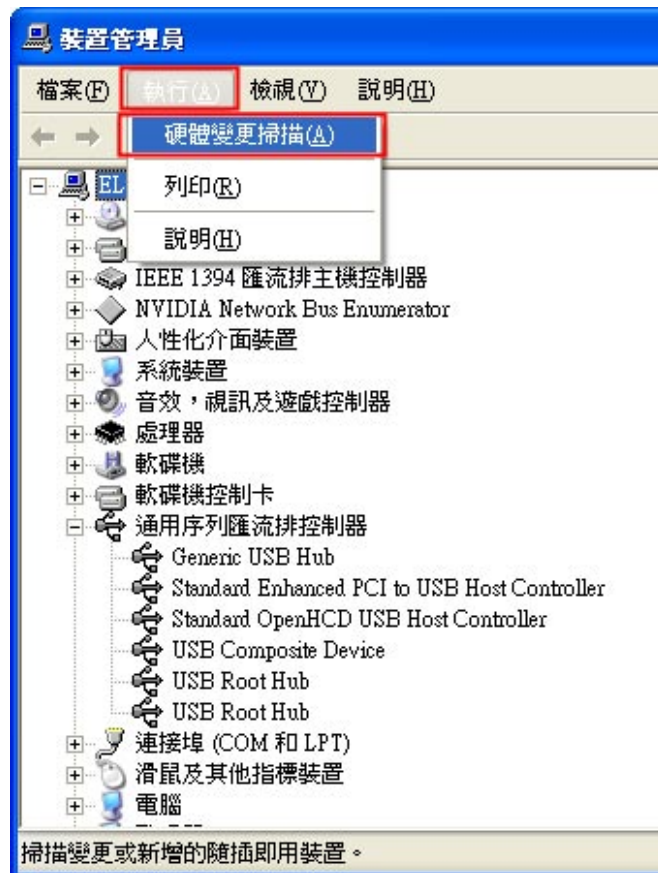 裝置管理員
檔案(F) 執行(A) 檢視(V) 說明(H)
硬體變更掃描(A)
列印(R)
說明(H)
EL
IEEE 1394 匯流排主機控制器
NVIDIA Network Bus Enumerator
人性化介面裝置
系統裝置
音效，視訊及遊戲控制器
處理器
軟碟機
軟碟機控制卡
通用序列匯流排控制器
Generic USB Hub
Standard Enhanced PCI to USB Host Controller
Standard OpenHCD USB Host Controller
USB Composite Device
USB Root Hub
USB Root Hub
連接埠 (COM 和 LPT)
滑鼠及其他指標裝置
電腦
掃描變更或新增的隨插即用裝置。